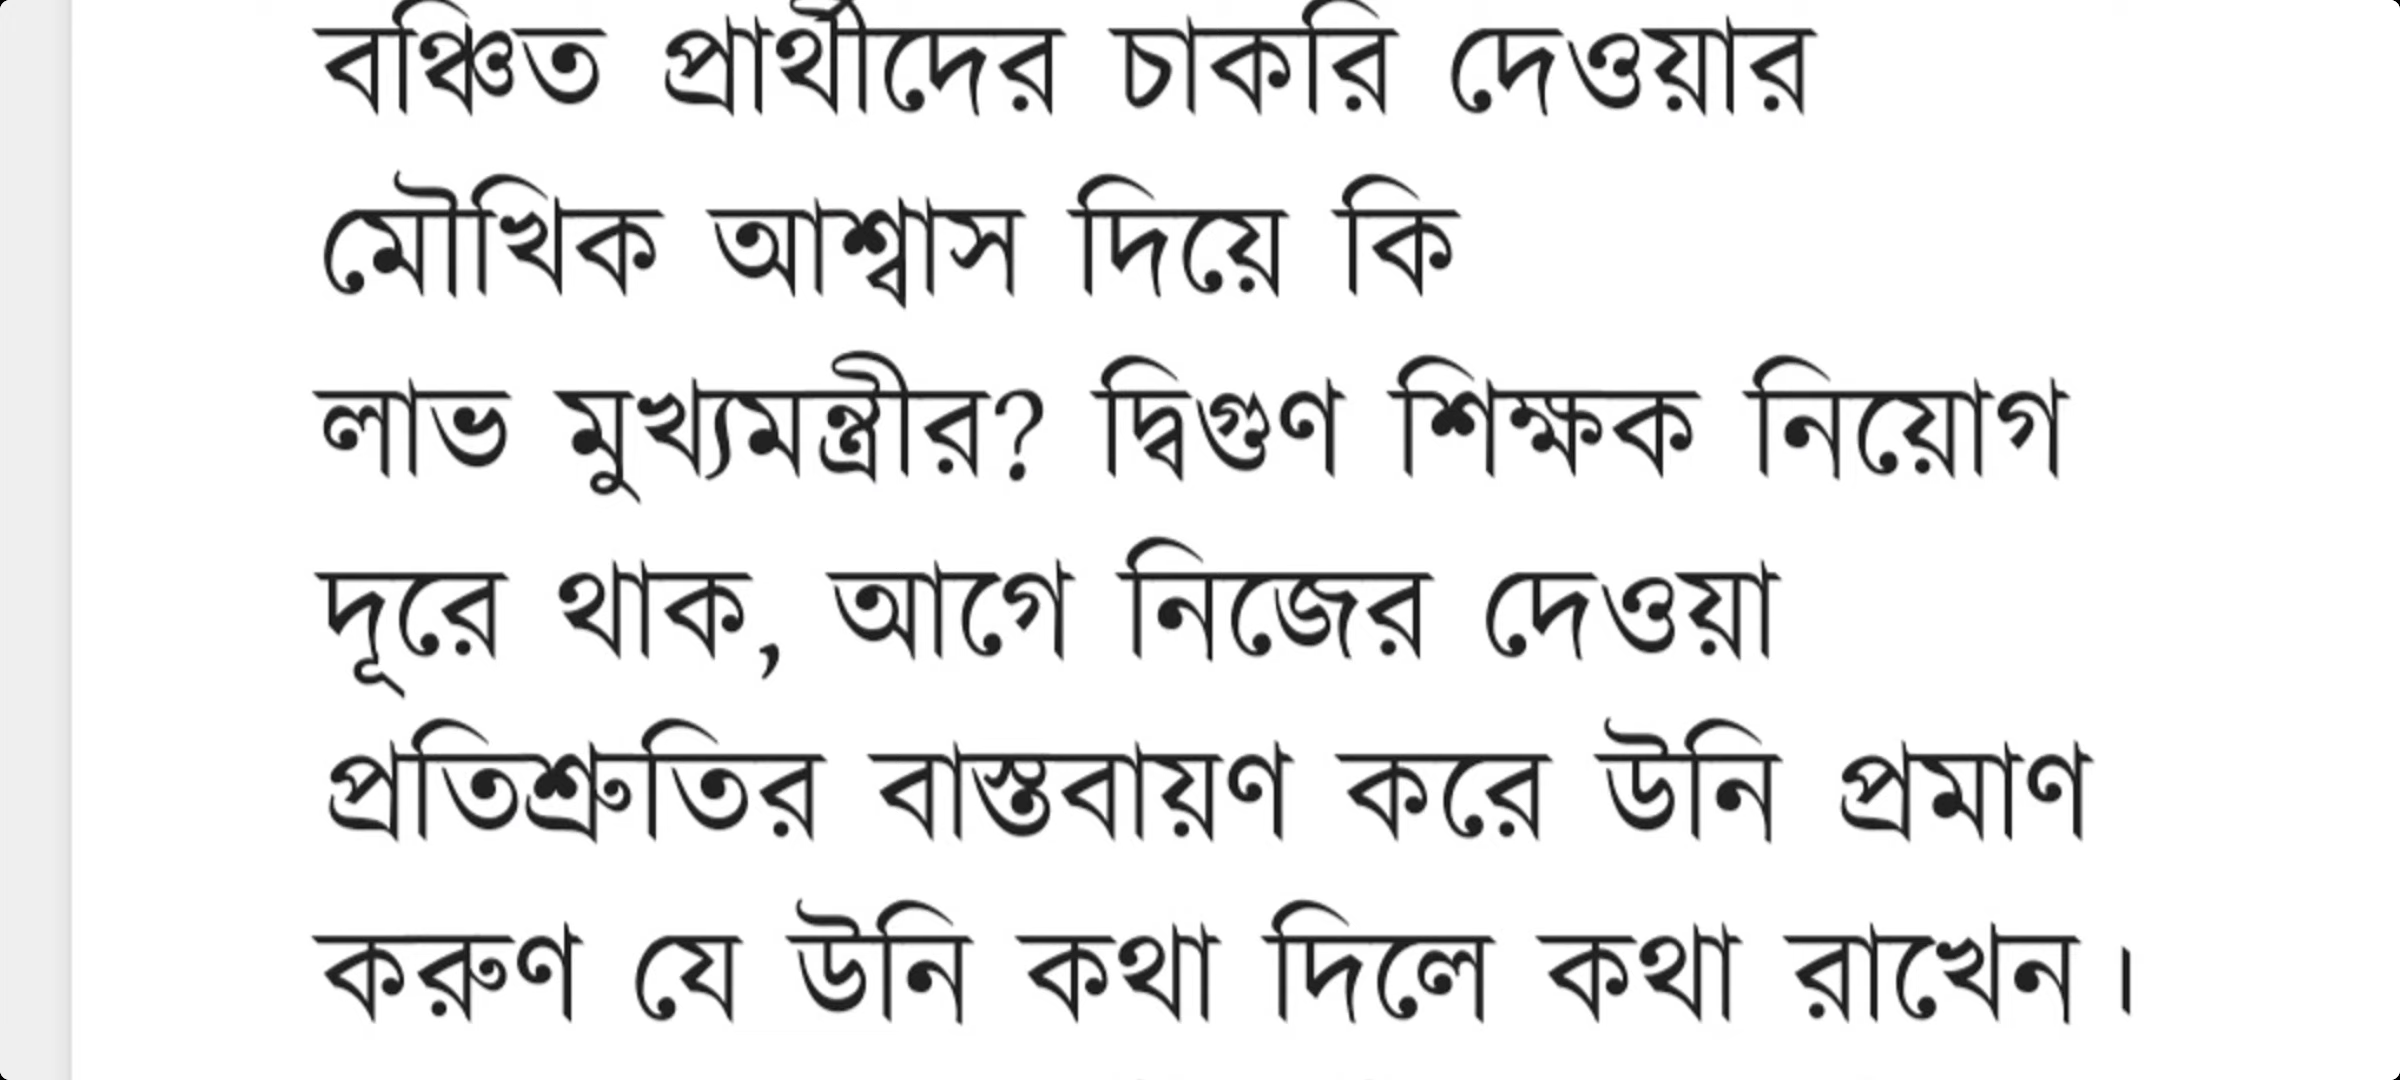 বঞ্চিত প্রার্থীদের চাকরি দেওয়ার
মৌখিক আশ্বাস দিয়ে কি
লাভ মুখ্যমন্ত্রীর? দ্বিগুণ শিক্ষক নিয়োগ
দূরে থাক, আগে নিজের দেওয়া
প্রতিশ্রুতির বাস্তবায়ণ করে উনি প্রমাণ
করুণ যে উনি কথা দিলে কথা রাখেন।